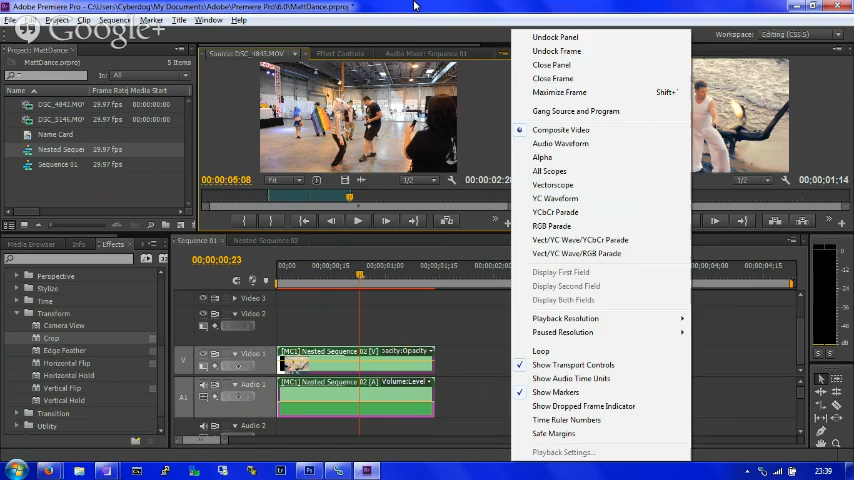 Adobe Premiere Pro - C:\Users\Cyberdog\My Documents\Adobe\Premiere Pro\6.0\MattDance.prproj *
File Edit Project Clip Sequence Marker Title Window Help
Google+
Workspace: Editing (CS5.5)
Project: MattDance
MattDance.prproj
5 Items
In: All
Name
Frame Rate
Media Start
DSC_4843.MOV
29.97 fps
00:00:00:00
DSC_5146.MOV
29.97 fps
00:00:00:00
Name Card
Nested Sequer
29.97 fps
Sequence 01
29.97 fps
Source: DSC_4843.MOV
Effect Controls
Audio Mixer: Sequence 01
00:00:05:08
Fit
1/2
00:00:02:28
1/2
00;00;01;14
Undock Panel
Undock Frame
Close Panel
Close Frame
Maximize Frame Shift+`
Gang Source and Program
Composite Video
Audio Waveform
Alpha
All Scopes
Vectorscope
YC Waveform
YCbCr Parade
RGB Parade
Vect/YC Wave/YCbCr Parade
Vect/YC Wave/RGB Parade
Display First Field
Display Second Field
Display Both Fields
Playback Resolution
Paused Resolution
Loop
Show Transport Controls
Show Audio Time Units
Show Markers
Show Dropped Frame Indicator
Time Ruler Numbers
Safe Margins
Playback Settings...
Media Browser
Info
Effects
Perspective
Stylize
Time
Transform
Camera View
Crop
Edge Feather
Horizontal Flip
Horizontal Hold
Vertical Flip
Vertical Hold
Transition
Utility
Sequence 01
Nested Sequence 02
00;00;00;23
00;00
00;00;00;15
00;00;01;00
00;00;01;15
00;00;04;15
Video 3
Video 2
V
Video 1
[MC1] Nested Sequence 02 [V] pacity:Opacity
A1
Audio 1
[MC1] Nested Sequence 02 [A] Volume:Level
Audio 2
0
S S
23:39